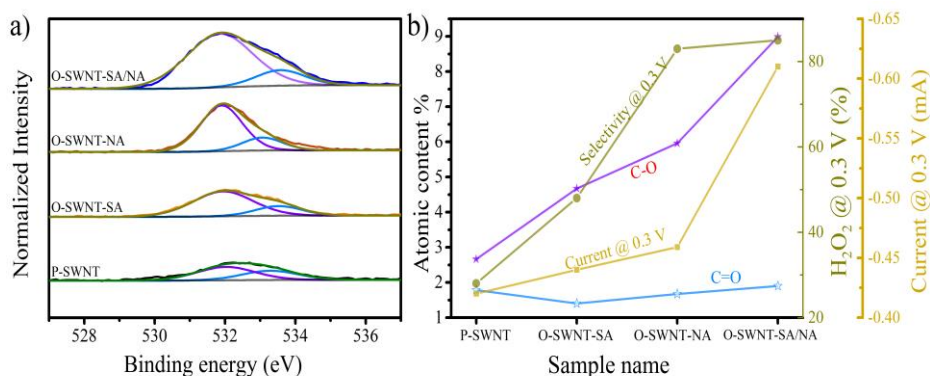 a)
Normalized Intensity
O-SWNT-SA/NA
O-SWNT-NA
O-SWNT-SA
P-SWNT
528 530 532 534 536
Binding energy (eV)
b)
Atomic content %
9
8
7
6
5
4
3
2
1
Selectivity @ 0.3 V
C-O
Current @ 0.3 V
C=O
P-SWNT O-SWNT-SA O-SWNT-NA O-SWNT-SA/NA
Sample name
80
60
40
20
H₂O₂ @ 0.3 V (%)
-0.65
-0.60
-0.55
-0.50
-0.45
-0.40
Current @ 0.3 V (mA)